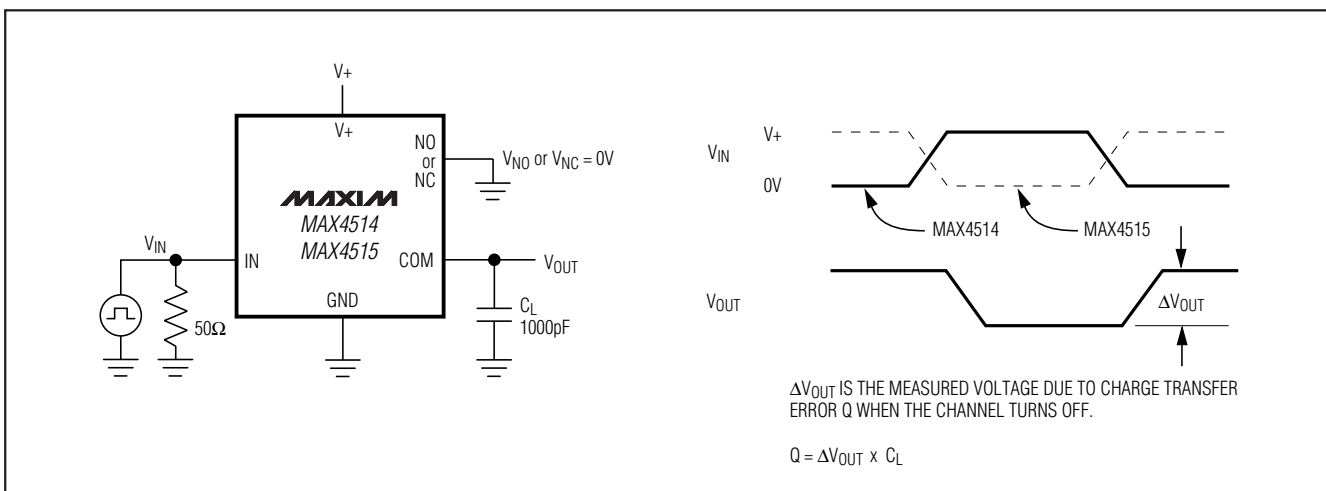 V+
V+
NO
or
NC
V_NO or V_NC = 0V
MAXIM
MAX4514
MAX4515
V_IN
IN
COM
V_OUT
GND
50Ω
C_L
1000pF
V_IN
V+
0V
MAX4514
MAX4515
V_OUT
ΔV_OUT
ΔV_OUT IS THE MEASURED VOLTAGE DUE TO CHARGE TRANSFER
ERROR Q WHEN THE CHANNEL TURNS OFF.
Q = ΔV_OUT x C_L